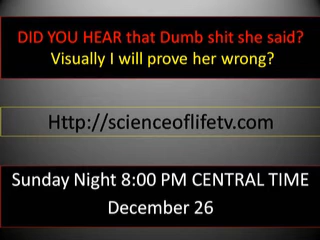 DID YOU HEAR that Dumb shit she said?
Visually I will prove her wrong?
Http://scienceoflifetv.com
Sunday Night 8:00 PM CENTRAL TIME
December 26